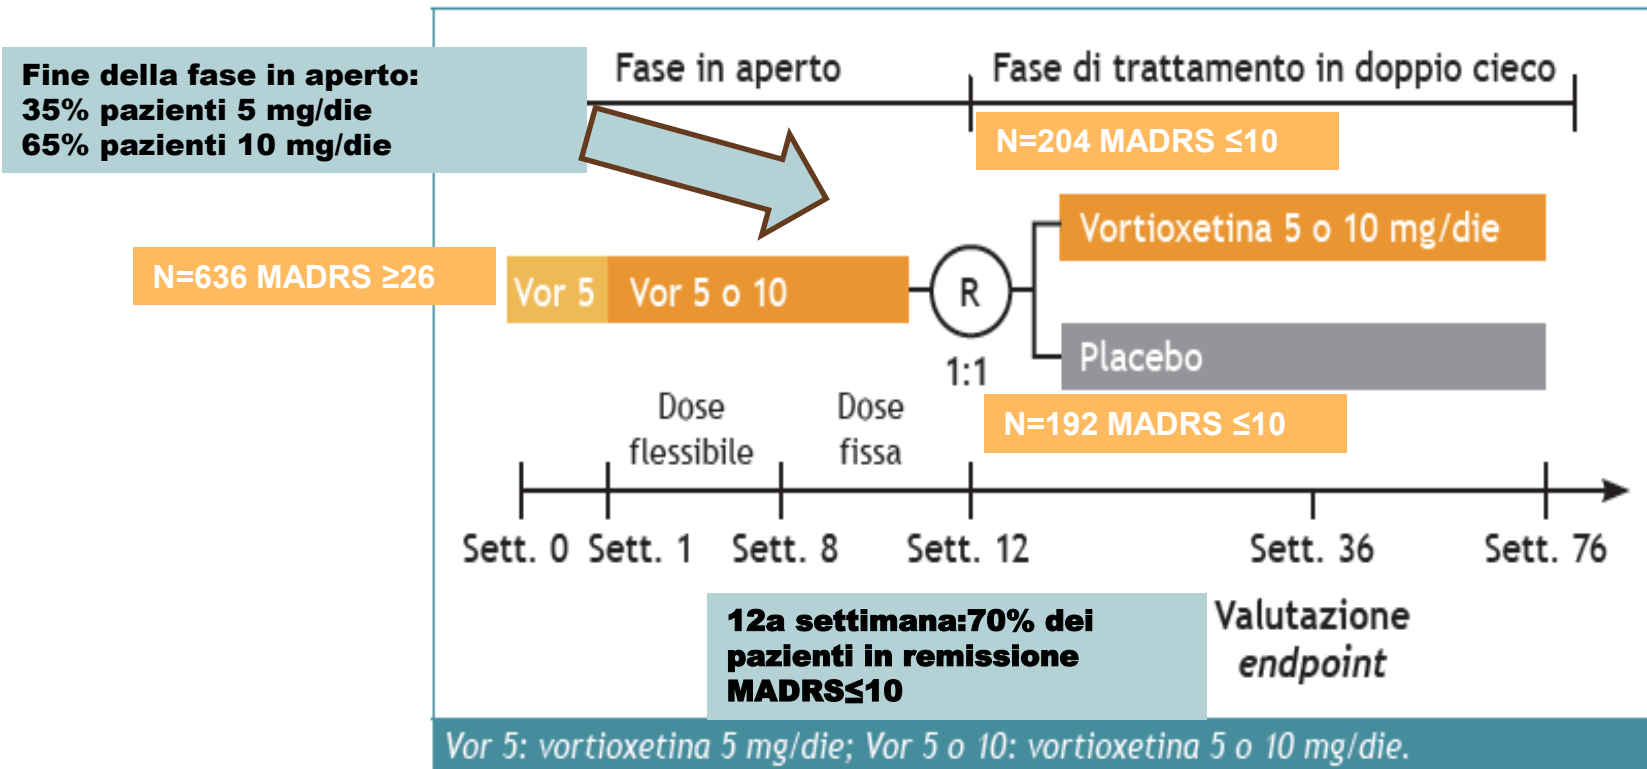 Fine della fase in aperto:
35% pazienti 5 mg/die
65% pazienti 10 mg/die
Fase in aperto
Fase di trattamento in doppio cieco
N=204 MADRS ≤10
N=636 MADRS ≥26
Vor 5
Vor 5 o 10
R
1:1
Vortioxetina 5 o 10 mg/die
Placebo
N=192 MADRS ≤10
Dose
flessibile
Dose
fissa
Sett. 0
Sett. 1
Sett. 8
Sett. 12
Sett. 36
Sett. 76
12a settimana:70% dei
pazienti in remissione
MADRS≤10
Valutazione
endpoint
Vor 5: vortioxetina 5 mg/die; Vor 5 o 10: vortioxetina 5 o 10 mg/die.